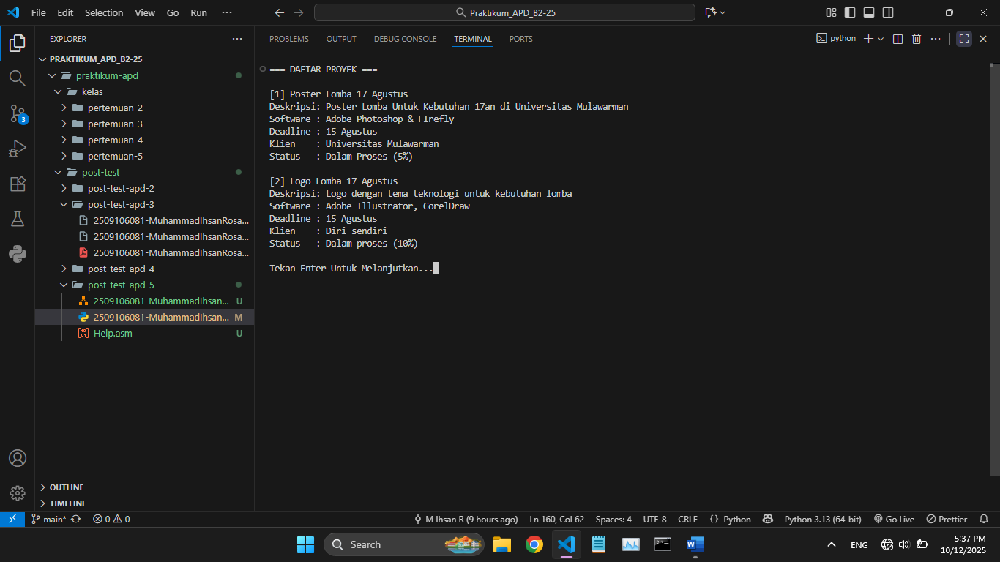 File Edit Selection View Go Run ···
Praktikum_APD_B2-25
EXPLORER ···
PRAKTIKUM_APD_B2-25
praktikum-apd
kelas
pertemuan-2
pertemuan-3
pertemuan-4
pertemuan-5
post-test
post-test-apd-2
post-test-apd-3
2509106081-MuhammadIhsanRosa...
2509106081-MuhammadIhsanRosa...
2509106081-MuhammadIhsanRosa...
post-test-apd-4
post-test-apd-5
2509106081-MuhammadIhsan... U
2509106081-MuhammadIhsan... M
Help.asm U
OUTLINE
TIMELINE
3
PROBLEMS OUTPUT DEBUG CONSOLE TERMINAL PORTS
python
=== DAFTAR PROYEK ===
[1] Poster Lomba 17 Agustus
Deskripsi: Poster Lomba Untuk Kebutuhan 17an di Universitas Mulawarman
Software : Adobe Photoshop & FIrefly
Deadline : 15 Agustus
Klien    : Universitas Mulawarman
Status   : Dalam Proses (5%)
[2] Logo Lomba 17 Agustus
Deskripsi: Logo dengan tema teknologi untuk kebutuhan lomba
Software : Adobe Illustrator, CorelDraw
Deadline : 15 Agustus
Klien    : Diri sendiri
Status   : Dalam proses (10%)
Tekan Enter Untuk Melanjutkan...
main* 0 0 M Ihsan R (9 hours ago) Ln 160, Col 62 Spaces: 4 UTF-8 CRLF {} Python Python 3.13 (64-bit) Go Live Prettier
Search
ENG
5:37 PM
10/12/2025